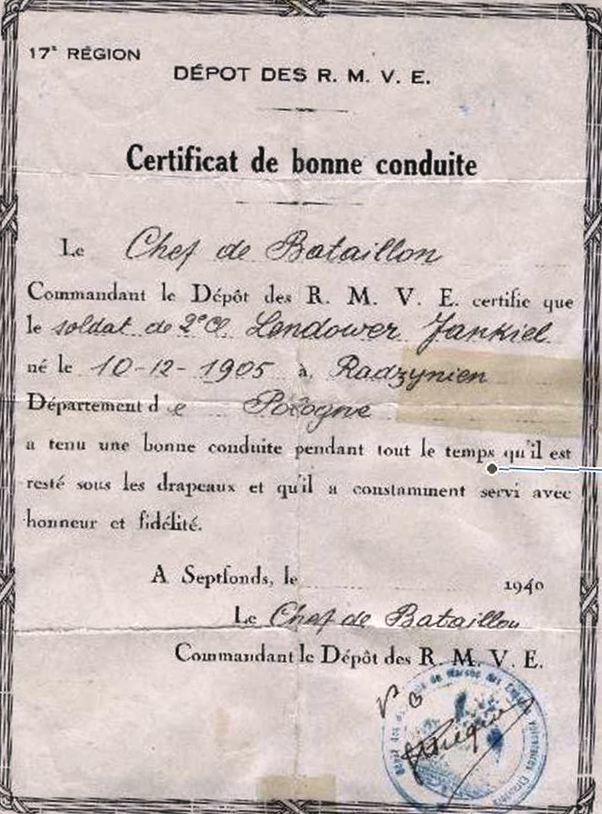 17e RÉGION
DÉPOT DES R. M. V. E.
Certificat de bonne conduite
Le Chef de Bataillon
Commandant le Dépôt des R. M. V. E. certifie que
le soldat de 2e Cl. Lendower Jankiel
né le 10-12-1905 à Radzynien
Département de Pologne
a tenu une bonne conduite pendant tout le temps qu'il est
resté sous les drapeaux et qu'il a constamment servi avec
honneur et fidélité.
A Septfonds, le 1940
Le Chef de Bataillon
Commandant le Dépôt des R. M. V. E.